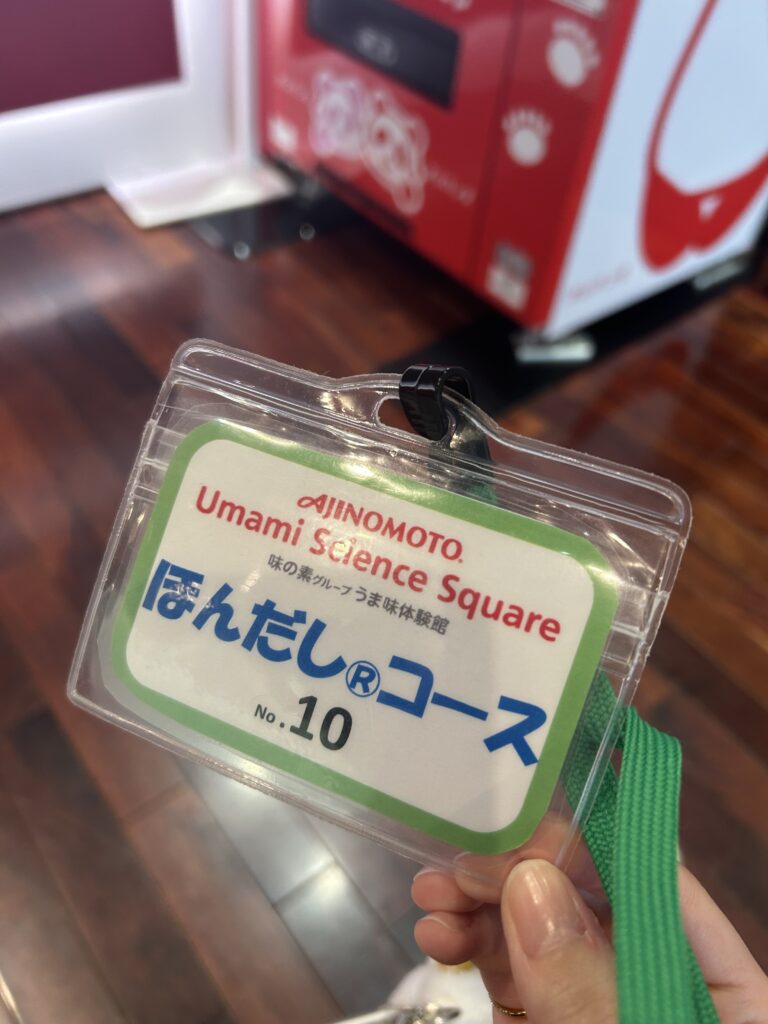 AJINOMOTO®
Umami Science Square
味の素グループ うま味体験館
ほんだし®コース
No.10